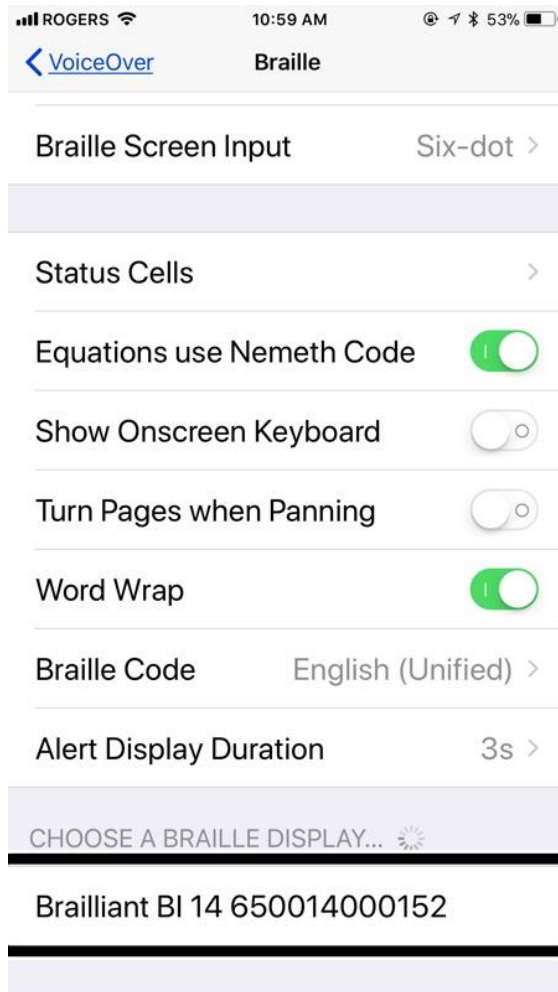 ROGERS 10:59 AM 53%
VoiceOver Braille
Braille Screen Input Six-dot
Status Cells
Equations use Nemeth Code
Show Onscreen Keyboard
Turn Pages when Panning
Word Wrap
Braille Code English (Unified)
Alert Display Duration 3s
CHOOSE A BRAILLE DISPLAY...
Brailliant BI 14 650014000152